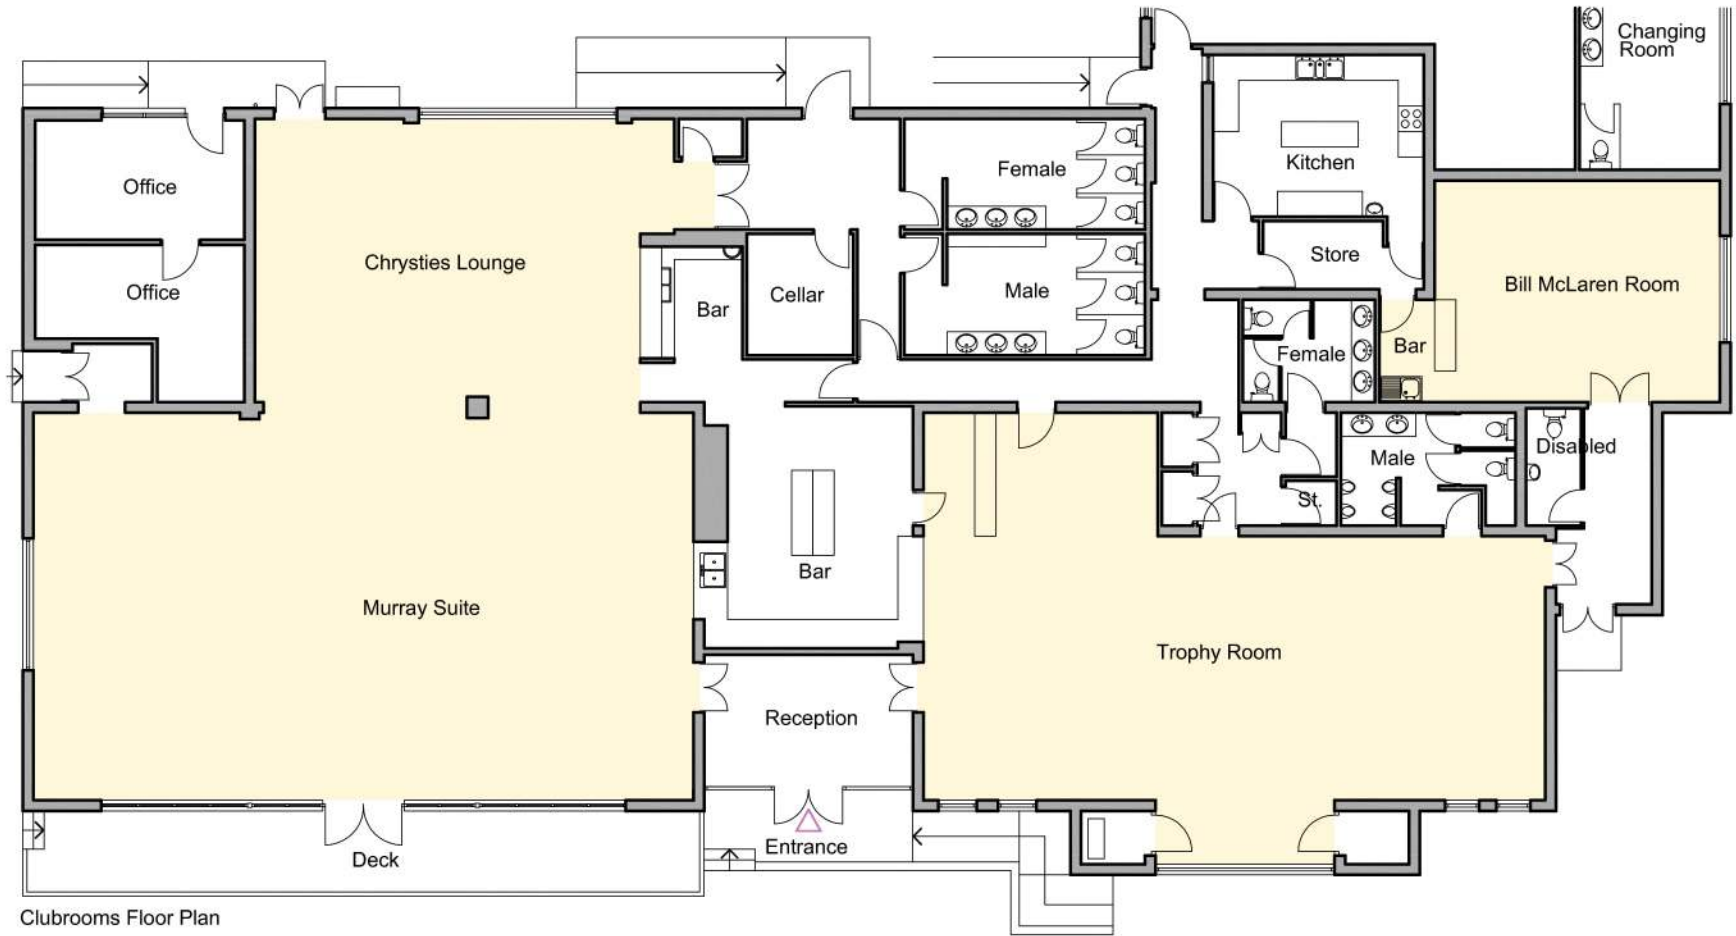 Changing
Room
Office
Female
Kitchen
Chrysties Lounge
Store
Office
Bar
Cellar
Male
Bill McLaren Room
Female
Bar
Male
Disabled
St.
Bar
Murray Suite
Trophy Room
Reception
Entrance
Deck
Clubrooms Floor Plan